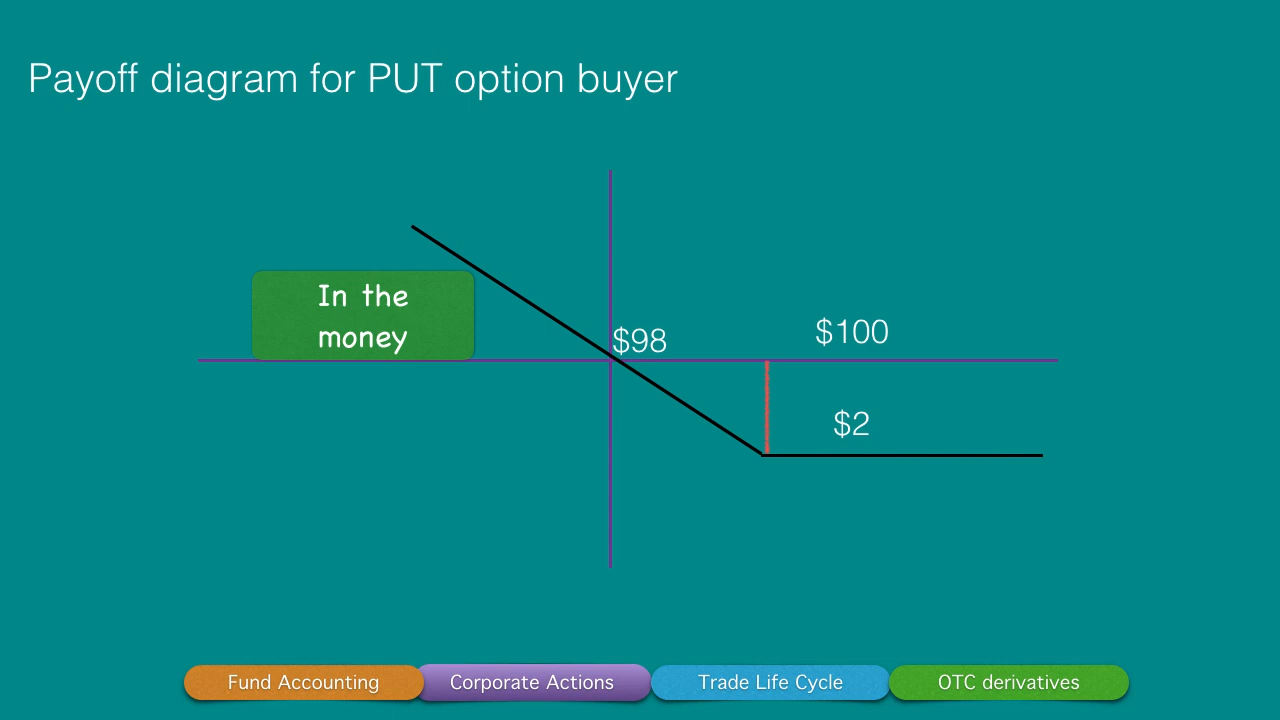 Payoff diagram for PUT option buyer
In the
money
$98
$100
$2
Fund Accounting
Corporate Actions
Trade Life Cycle
OTC derivatives